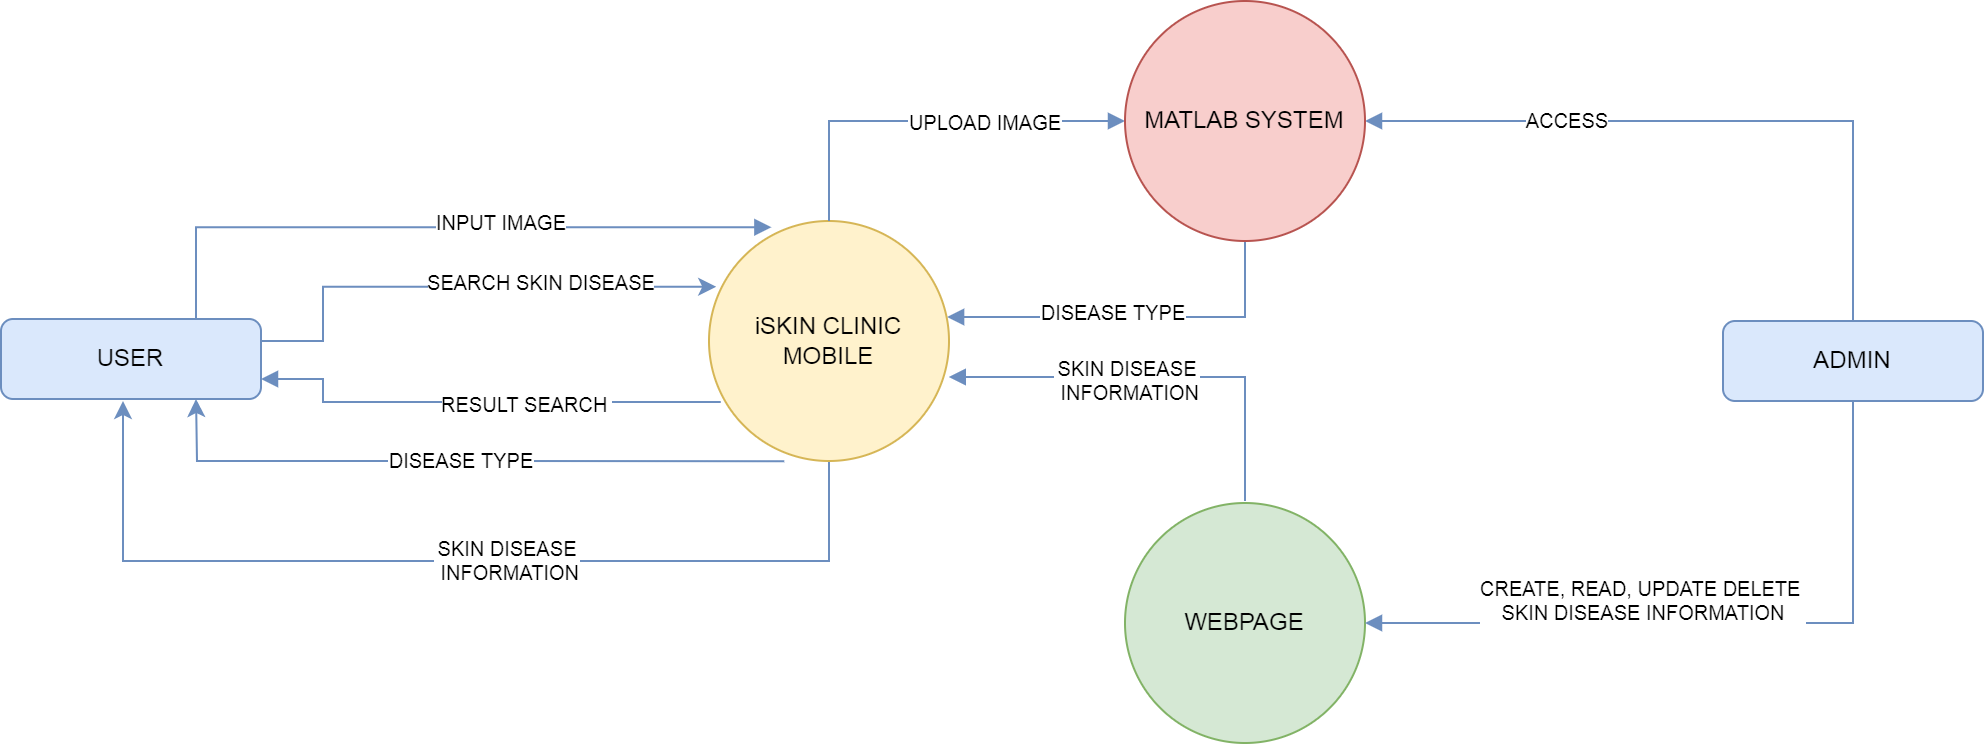 MATLAB SYSTEM
UPLOAD IMAGE
ACCESS
INPUT IMAGE
SEARCH SKIN DISEASE
iSKIN CLINIC
MOBILE
DISEASE TYPE
USER
ADMIN
SKIN DISEASE
INFORMATION
RESULT SEARCH
DISEASE TYPE
SKIN DISEASE
INFORMATION
WEBPAGE
CREATE, READ, UPDATE DELETE
SKIN DISEASE INFORMATION